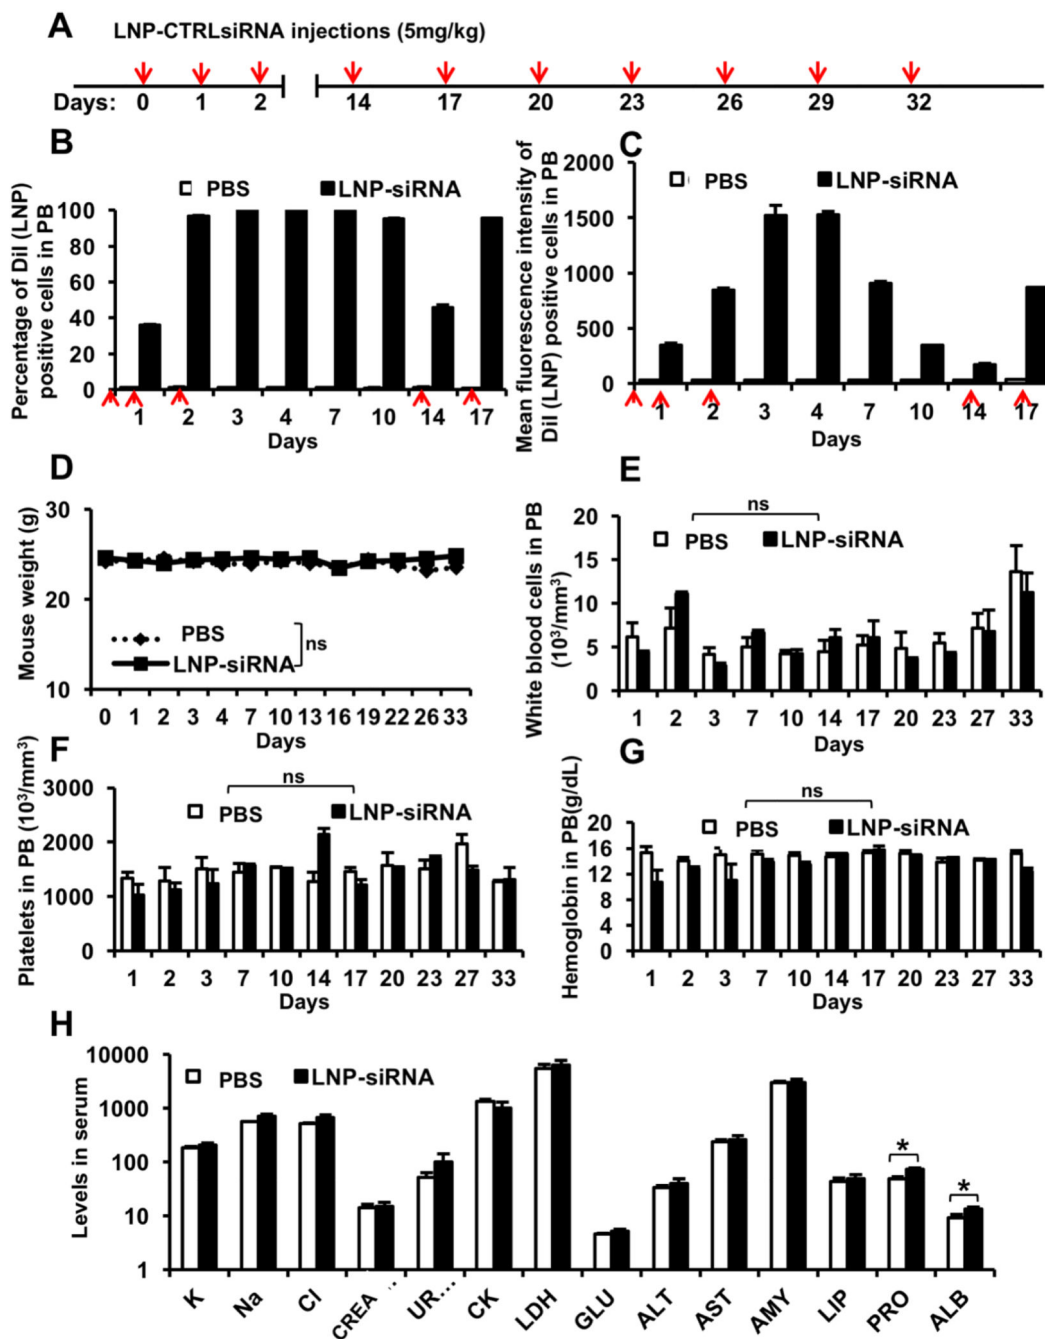 A LNP-CTRLsiRNA injections (5mg/kg)
Days: 0 1 2 14 17 20 23 26 29 32
B
PBS LNP-siRNA
Percentage of Dil (LNP)
positive cells in PB
100
80
60
40
20
0
1 2 3 4 7 10 14 17
Days
C
PBS LNP-siRNA
Mean fluorescence intensity of
Dil (LNP) positive cells in PB
2000
1500
1000
500
0
1 2 3 4 7 10 14 17
Days
D
Mouse weight (g)
30
20
10
PBS
LNP-siRNA
ns
0 1 2 3 4 7 10 13 16 19 22 26 33
Days
E
ns
PBS LNP-siRNA
White blood cells in PB
(10³/mm³)
20
15
10
5
0
1 2 3 7 10 14 17 20 23 27 33
Days
F
ns
PBS LNP-siRNA
Platelets in PB (10³/mm³)
3000
2000
1000
0
1 2 3 7 10 14 17 20 23 27 33
Days
G
ns
PBS LNP-siRNA
Hemoglobin in PB(g/dL)
20
16
12
8
4
0
1 2 3 7 10 14 17 20 23 27 33
Days
H
PBS LNP-siRNA
Levels in serum
10000
1000
100
10
1
* *
K Na Cl CREA... UR... CK LDH GLU ALT AST AMY LIP PRO ALB